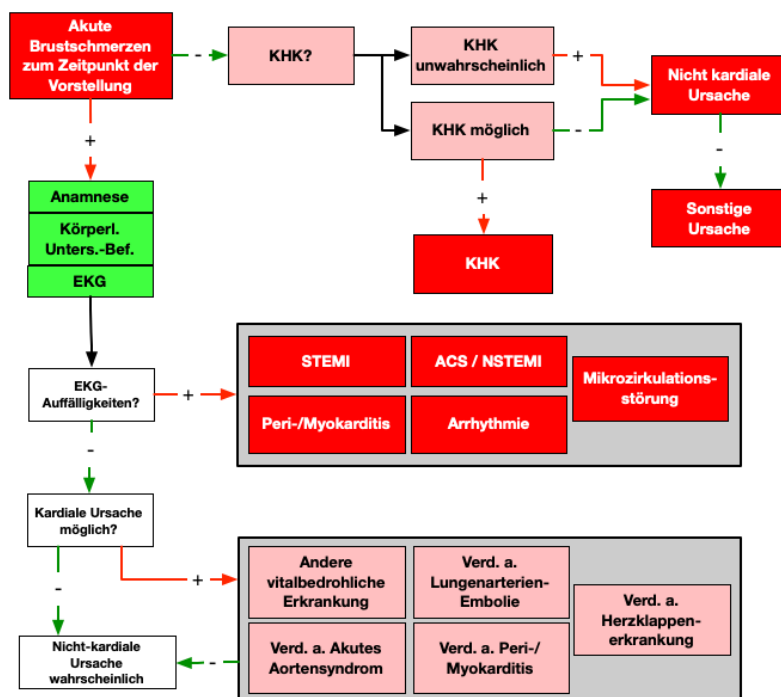 Akute
Brustschmerzen
zum Zeitpunkt der
Vorstellung
-
KHK?
KHK
unwahrscheinlich
+
Nicht kardiale
Ursache
KHK möglich
-
+
-
+
Anamnese
Körperl.
Unters.-Bef.
EKG
Sonstige
Ursache
KHK
EKG-
Auffälligkeiten?
+
STEMI
ACS / NSTEMI
Mikrozirkulations-
störung
Peri-/Myokarditis
Arrhythmie
-
Kardiale Ursache
möglich?
+
-
Andere
vitalbedrohliche
Erkrankung
Verd. a.
Lungenarterien-
Embolie
Verd. a.
Herzklappen-
erkrankung
Verd. a. Akutes
Aortensyndrom
Verd. a. Peri-/
Myokarditis
-
Nicht-kardiale
Ursache
wahrscheinlich